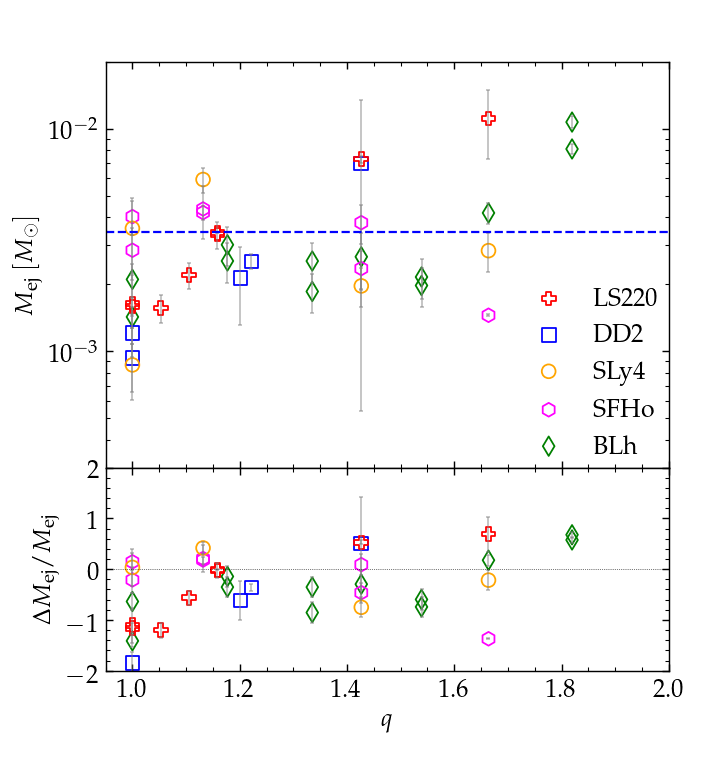 10⁻²
10⁻³
M_ej [M_⊙]
LS220
DD2
SLy4
SFHo
BLh
2
1
0
−1
−2
ΔM_ej/M_ej
1.0 1.2 1.4 1.6 1.8 2.0
q